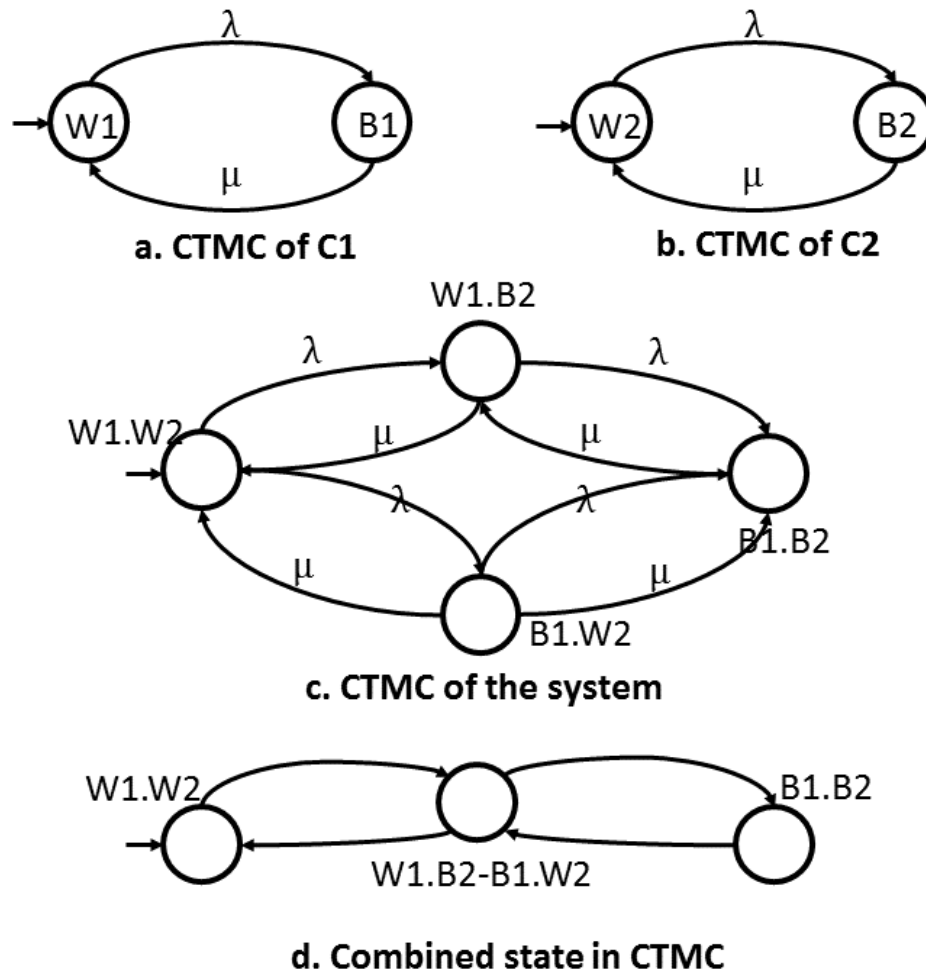 λ λ
W1 B1 W2 B2
μ μ
a. CTMC of C1 b. CTMC of C2
W1.B2
λ λ
W1.W2 μ μ
λ λ B1.B2
μ μ
B1.W2
c. CTMC of the system
W1.W2 B1.B2
W1.B2-B1.W2
d. Combined state in CTMC